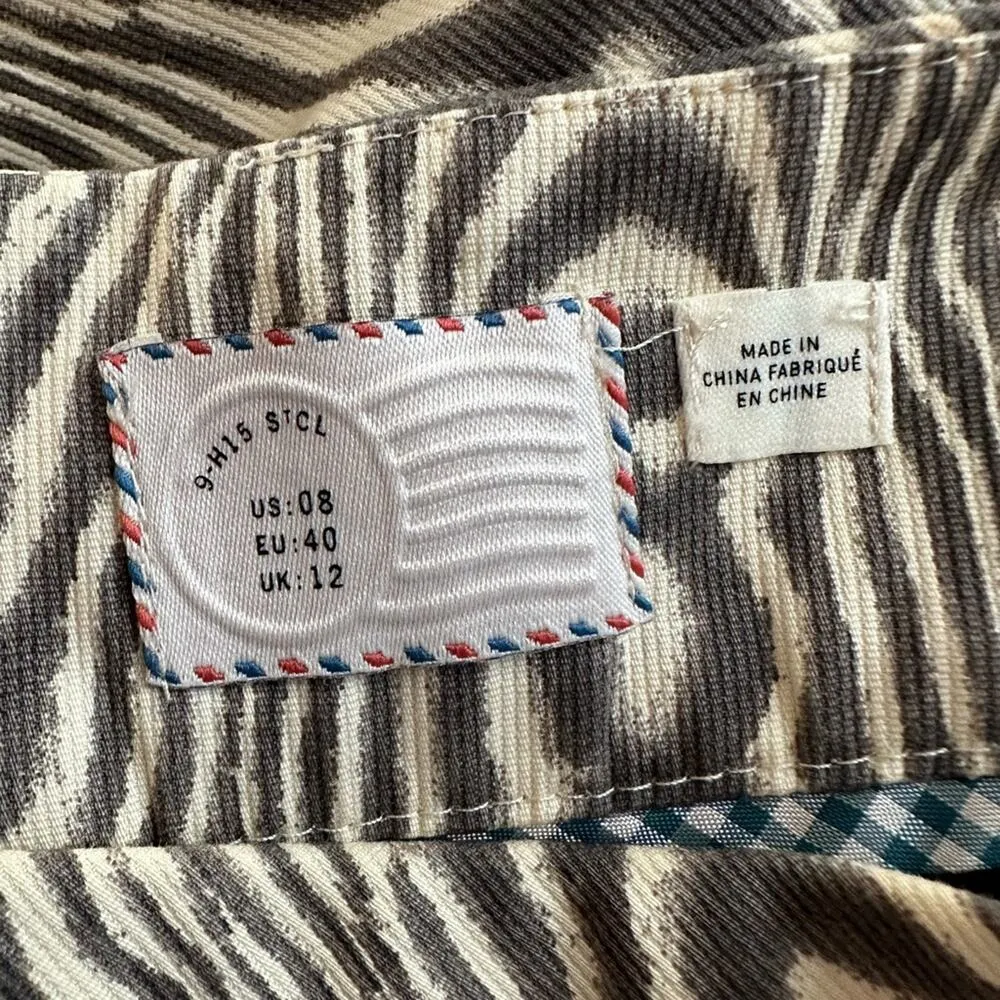 9-H15 STCL
US:08
EU:40
UK:12
MADE IN
CHINA FABRIQUÉ
EN CHINE